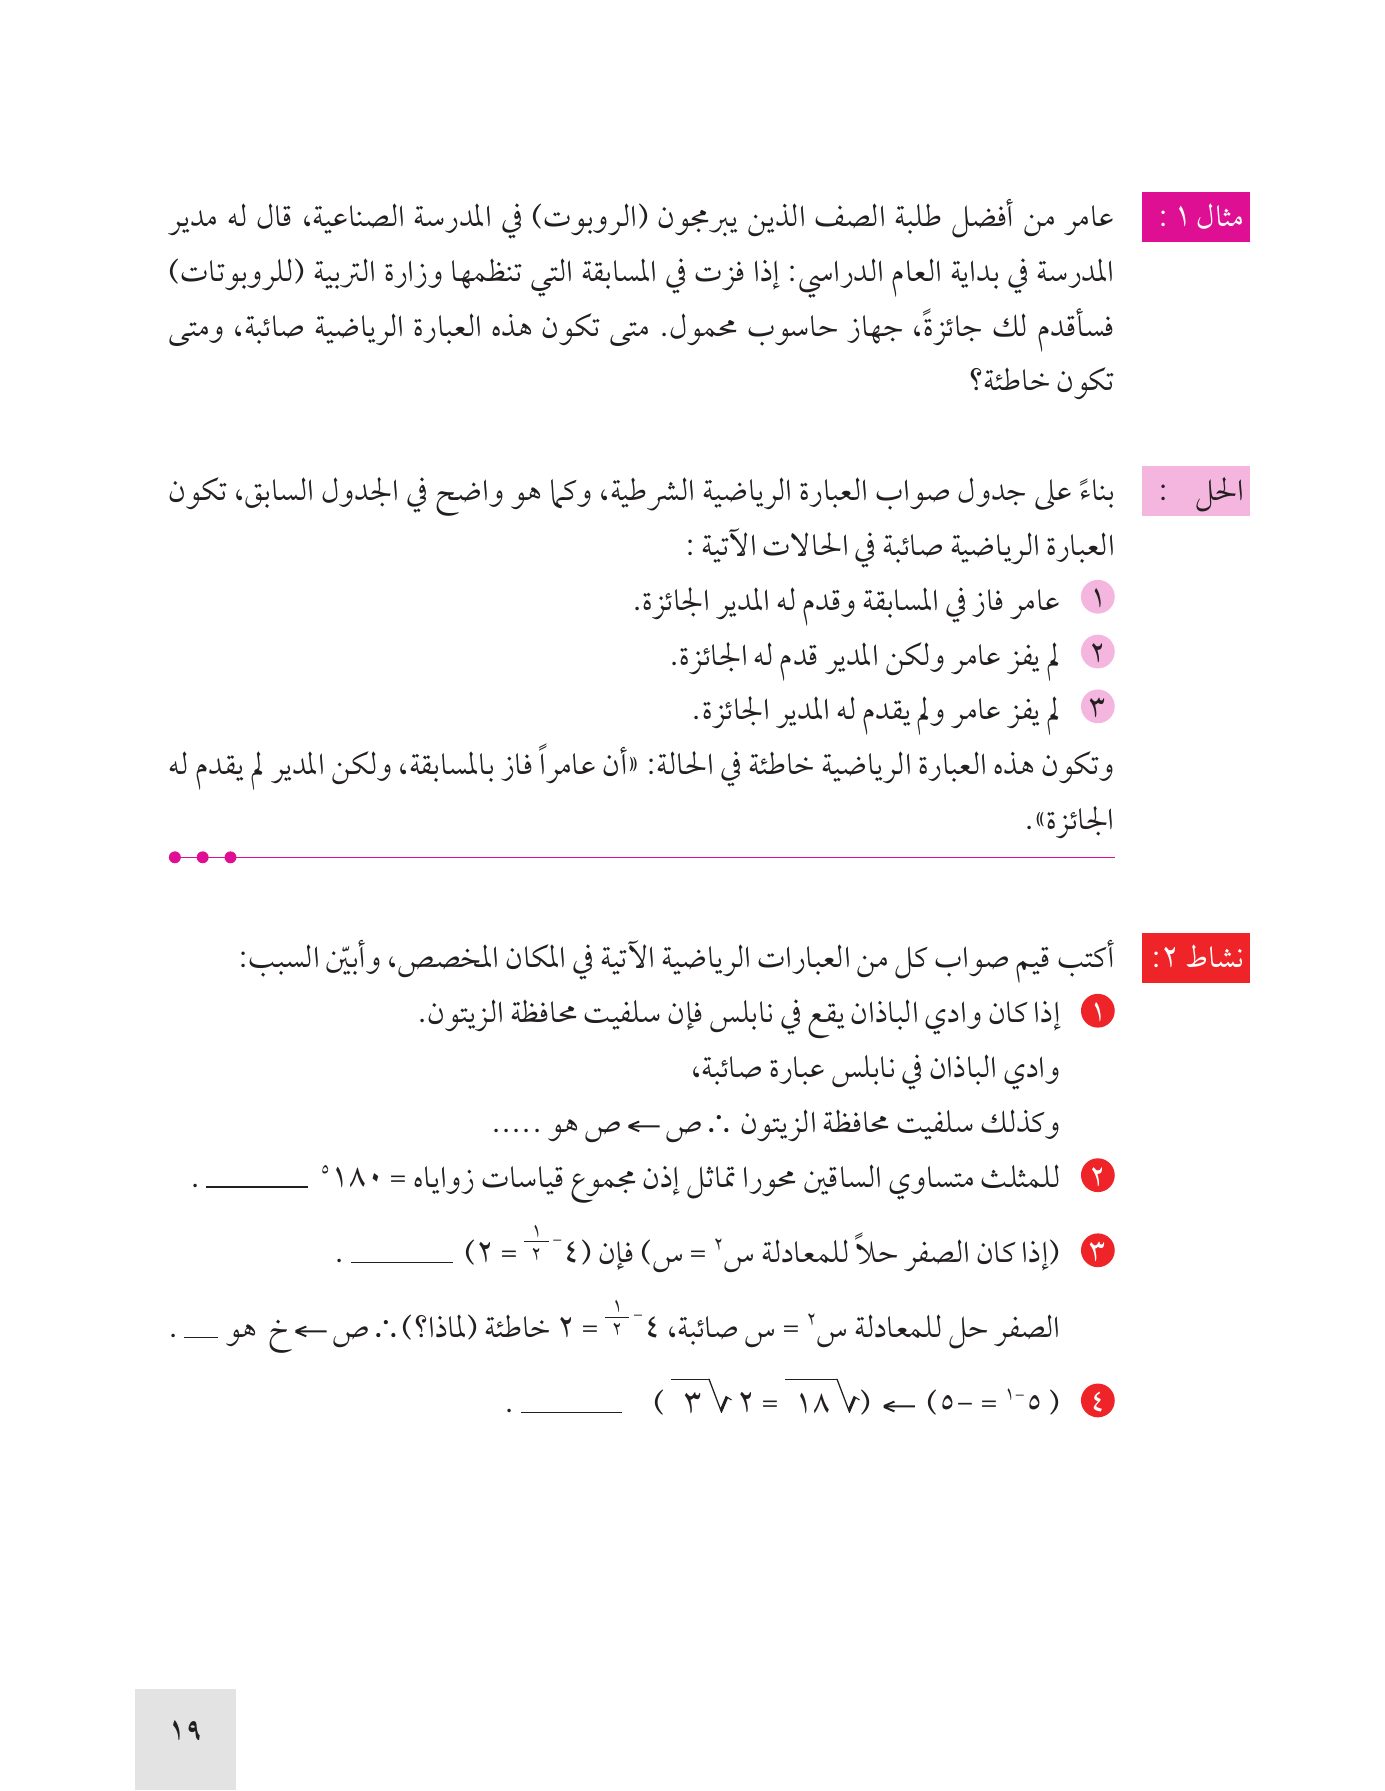 مثال ١ : عامر من أفضل طلبة الصف الذين يبرمجون (الروبوت) في المدرسة الصناعية، قال له مدير
المدرسة في بداية العام الدراسي: إذا فزت في المسابقة التي تنظمها وزارة التربية (للروبوتات)
فسأقدم لك جائزةً، جهاز حاسوب محمول. متى تكون هذه العبارة الرياضية صائبة، ومتى
تكون خاطئة؟
الحل : بناءً على جدول صواب العبارة الرياضية الشرطية، وكما هو واضح في الجدول السابق، تكون
العبارة الرياضية صائبة في الحالات الآتية :
١ عامر فاز في المسابقة وقدم له المدير الجائزة.
٢ لم يفز عامر ولكن المدير قدم له الجائزة.
٣ لم يفز عامر ولم يقدم له المدير الجائزة.
وتكون هذه العبارة الرياضية خاطئة في الحالة: «أن عامراً فاز بالمسابقة، ولكن المدير لم يقدم له
الجائزة».
نشاط ٢: أكتب قيم صواب كل من العبارات الرياضية الآتية في المكان المخصص، وأبيّن السبب:
١ إذا كان وادي الباذان يقع في نابلس فإن سلفيت محافظة الزيتون.
وادي الباذان في نابلس عبارة صائبة،
وكذلك سلفيت محافظة الزيتون ∴ ص ← ص هو .....
٢ للمثلث متساوي الساقين محورا تماثل إذن مجموع قياسات زواياه = ١٨٠° ______ .
٣ (إذا كان الصفر حلاً للمعادلة س² = س) فإن (٤^(-١/٢) = ٢) ______ .
الصفر حل للمعادلة س² = س صائبة، ٤^(-١/٢) = ٢ خاطئة (لماذا؟) ∴ ص ← خ هو __ .
٤ ( ٥^(-١) = -٥) ← (√١٨ = ٢√٣ ) ______ .
١٩